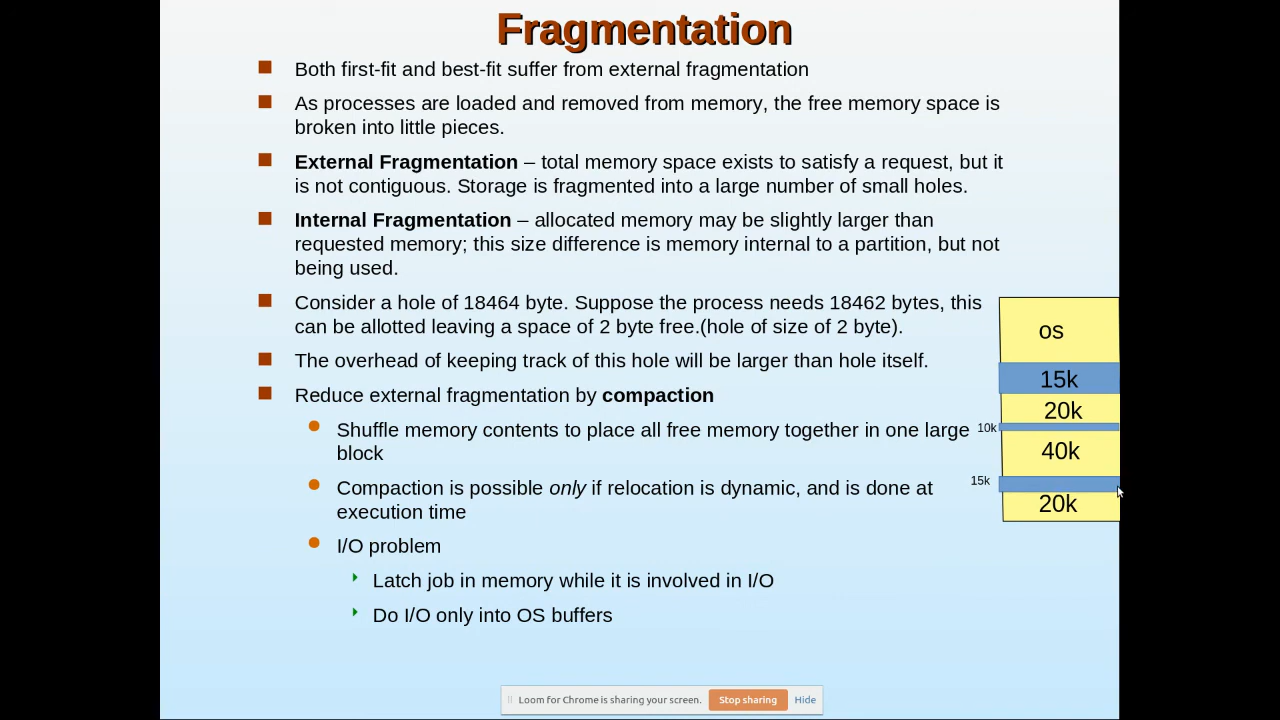 Fragmentation
Both first-fit and best-fit suffer from external fragmentation
As processes are loaded and removed from memory, the free memory space is
broken into little pieces.
External Fragmentation – total memory space exists to satisfy a request, but it
is not contiguous. Storage is fragmented into a large number of small holes.
Internal Fragmentation – allocated memory may be slightly larger than
requested memory; this size difference is memory internal to a partition, but not
being used.
Consider a hole of 18464 byte. Suppose the process needs 18462 bytes, this
can be allotted leaving a space of 2 byte free.(hole of size of 2 byte).
The overhead of keeping track of this hole will be larger than hole itself.
Reduce external fragmentation by compaction
Shuffle memory contents to place all free memory together in one large
block
Compaction is possible only if relocation is dynamic, and is done at
execution time
I/O problem
Latch job in memory while it is involved in I/O
Do I/O only into OS buffers
os
15k
20k
10k
40k
15k
20k
Loom for Chrome is sharing your screen. Stop sharing Hide